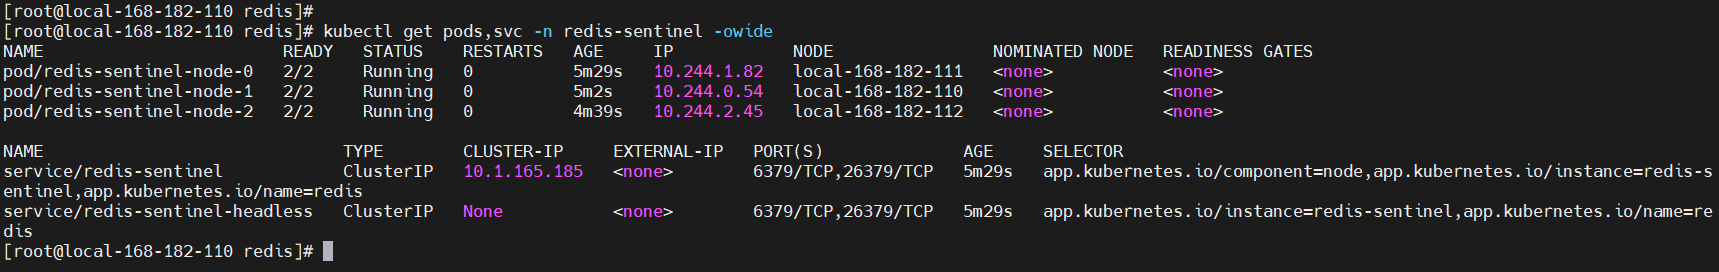 [root@local-168-182-110 redis]#
[root@local-168-182-110 redis]# kubectl get pods,svc -n redis-sentinel -owide
NAME                        READY   STATUS    RESTARTS   AGE     IP            NODE                NOMINATED NODE   READINESS GATES
pod/redis-sentinel-node-0   2/2     Running   0          5m29s   10.244.1.82   local-168-182-111   <none>           <none>
pod/redis-sentinel-node-1   2/2     Running   0          5m2s    10.244.0.54   local-168-182-110   <none>           <none>
pod/redis-sentinel-node-2   2/2     Running   0          4m39s   10.244.2.45   local-168-182-112   <none>           <none>

NAME                              TYPE        CLUSTER-IP     EXTERNAL-IP   PORT(S)              AGE     SELECTOR
service/redis-sentinel            ClusterIP   10.1.165.185   <none>        6379/TCP,26379/TCP   5m29s   app.kubernetes.io/component=node,app.kubernetes.io/instance=redis-s
entinel,app.kubernetes.io/name=redis
service/redis-sentinel-headless   ClusterIP   None           <none>        6379/TCP,26379/TCP   5m29s   app.kubernetes.io/instance=redis-sentinel,app.kubernetes.io/name=re
dis
[root@local-168-182-110 redis]#